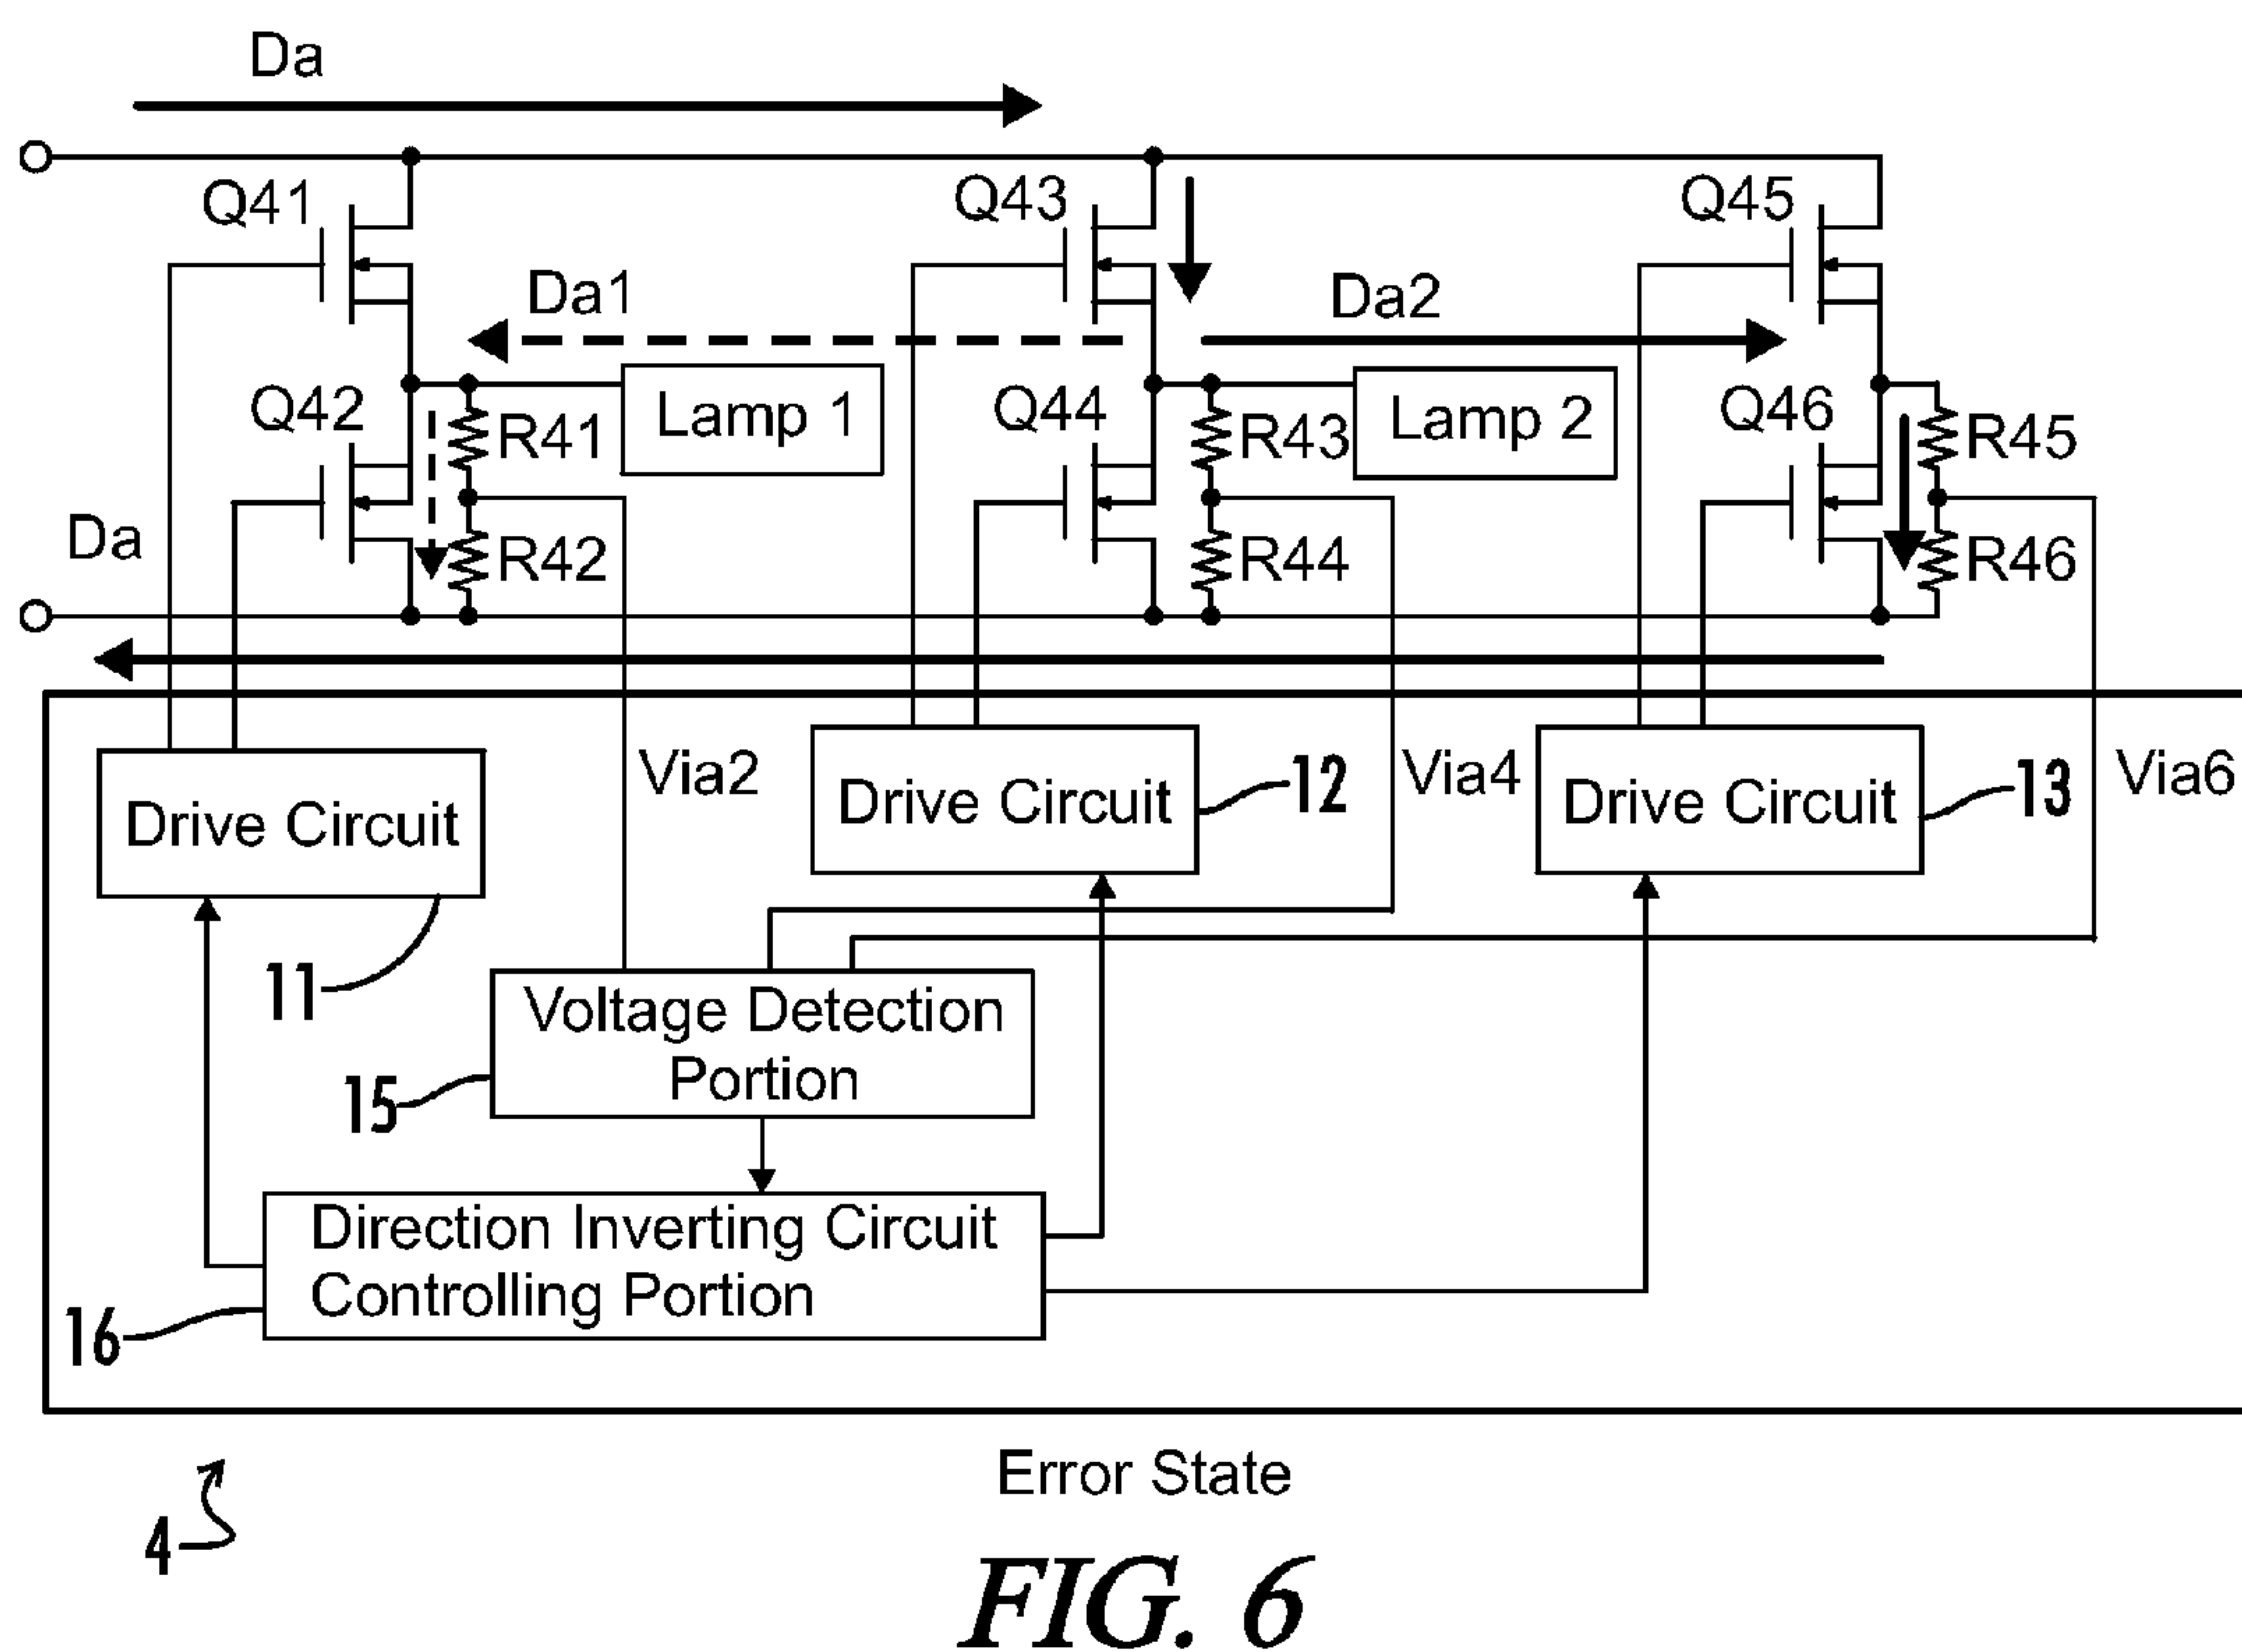 Da
Q41
Q43
Q45
Da1
Da2
Q42
R41
Lamp 1
Q44
R43
Lamp 2
Q46
R45
Da
R42
R44
R46
Via2
Via4
Via6
Drive Circuit
Drive Circuit
12
Drive Circuit
13
11
Voltage Detection
Portion
15
Direction Inverting Circuit
Controlling Portion
16
Error State
4
FIG. 6